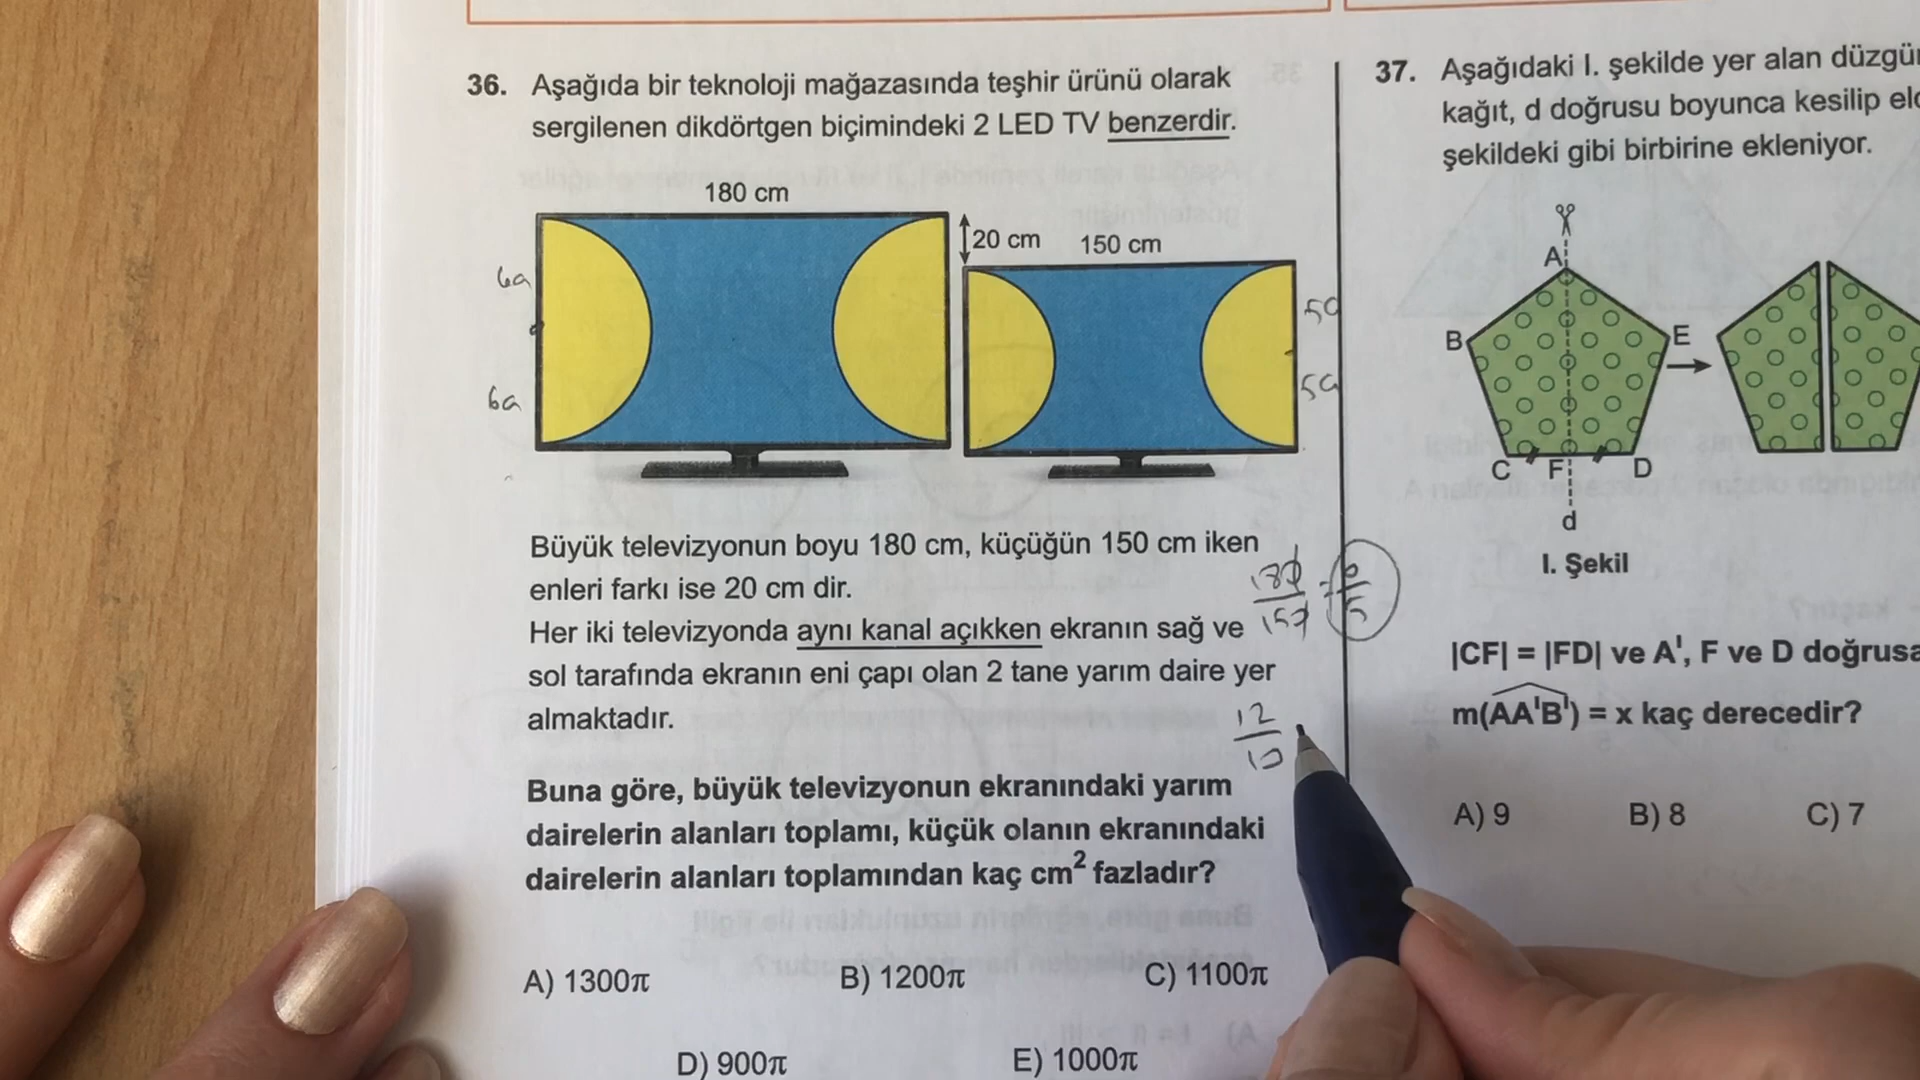 36. Aşağıda bir teknoloji mağazasında teşhir ürünü olarak
sergilenen dikdörtgen biçimindeki 2 LED TV benzerdir.
180 cm
20 cm
150 cm
6a
6a
5a
5a
Büyük televizyonun boyu 180 cm, küçüğün 150 cm iken
enleri farkı ise 20 cm dir.
Her iki televizyonda aynı kanal açıkken ekranın sağ ve
sol tarafında ekranın eni çapı olan 2 tane yarım daire yer
almaktadır.
180/150 = 6/5
12/10
Buna göre, büyük televizyonun ekranındaki yarım
dairelerin alanları toplamı, küçük olanın ekranındaki
dairelerin alanları toplamından kaç cm² fazladır?
A) 1300π B) 1200π C) 1100π
D) 900π E) 1000π
37. Aşağıdaki I. şekilde yer alan
kağıt, d doğrusu boyunca kesilip
şekildeki gibi birbirine ekleniyor.
A
B
E
C F D
d
I. Şekil
|CF| = |FD| ve A', F ve D
m(AA'B') = x kaç derecedir?
A) 9 B) 8 C) 7